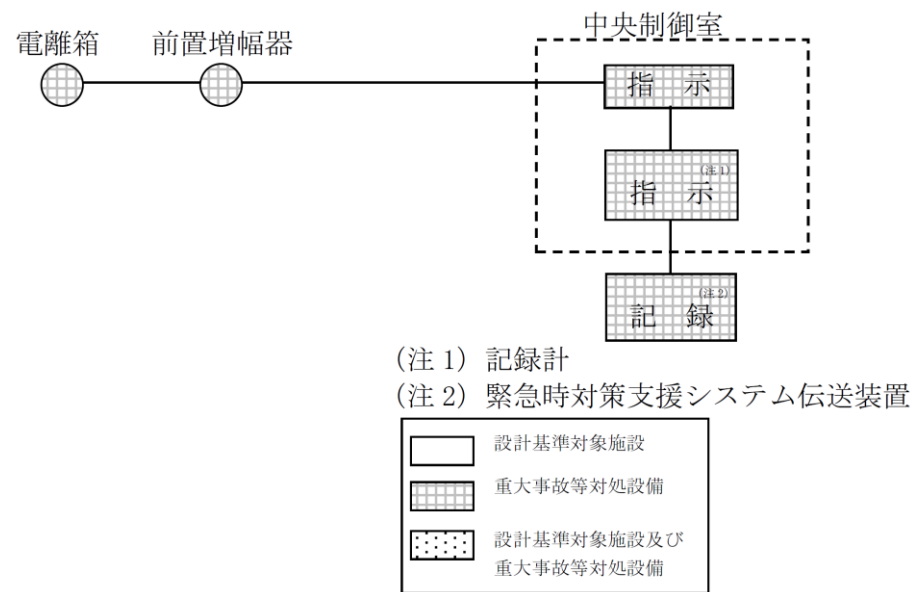 中央制御室
電離箱 前置増幅器
指 示
指 示 (注1)
記 録 (注2)
(注 1) 記録計
(注 2) 緊急時対策支援システム伝送装置
設計基準対象施設
重大事故等対処設備
設計基準対象施設及び
重大事故等対処設備